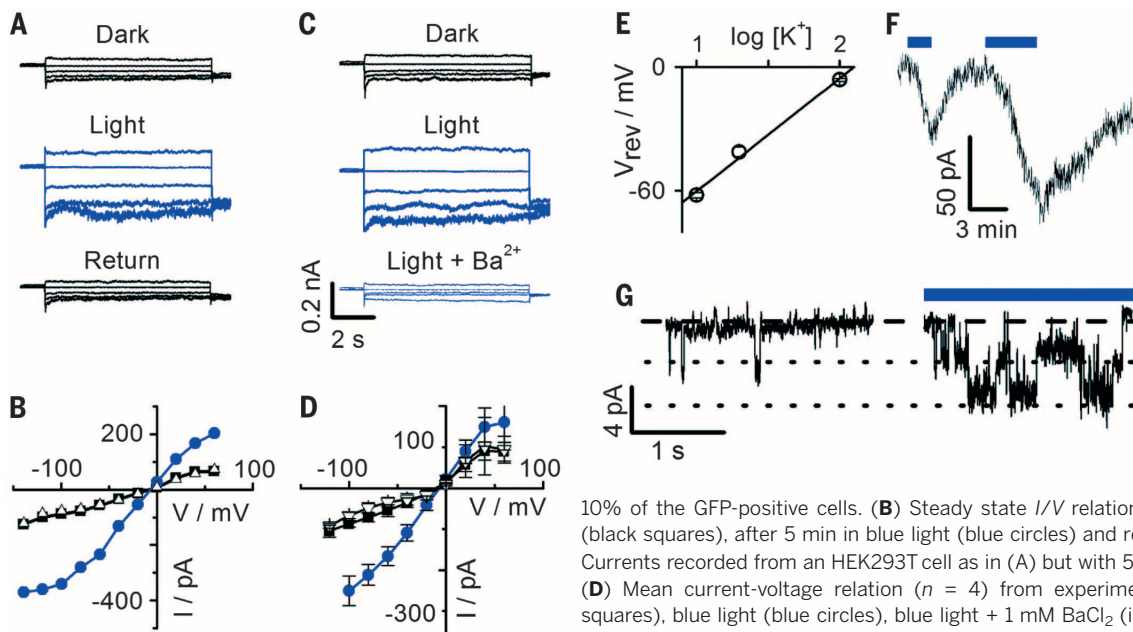 A
Dark
Light
Return
C
Dark
Light
Light + Ba²⁺
0.2 nA
2 s
E
1
log [K⁺]
2
0
-60
V_rev / mV
F
50 pA
3 min
G
4 pA
1 s
B
200
-100
100
V / mV
-400
I / pA
D
100
-100
100
V / mV
-300
I / pA
10% of the GFP-positive cells. (B) Steady state I/V relation
(black squares), after 5 min in blue light (blue circles) and re
Currents recorded from an HEK293T cell as in (A) but with 5
(D) Mean current-voltage relation (n = 4) from experime
squares), blue light (blue circles), blue light + 1 mM BaCl₂ (i